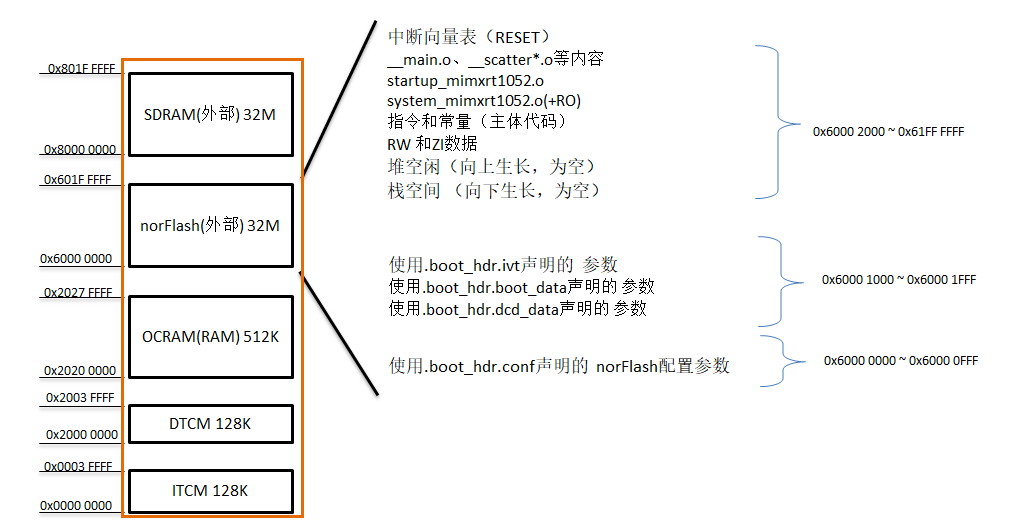 0x801F FFFF
SDRAM(外部) 32M
0x8000 0000
0x601F FFFF
norFlash(外部) 32M
0x6000 0000
0x2027 FFFF
OCRAM(RAM) 512K
0x2020 0000
0x2003 FFFF
DTCM 128K
0x2000 0000
0x0003 FFFF
ITCM 128K
0x0000 0000
中断向量表（RESET）
__main.o、__scatter*.o等内容
startup_mimxrt1052.o
system_mimxrt1052.o(+RO)
指令和常量（主体代码）
RW 和ZI数据
堆空闲（向上生长，为空）
栈空间 （向下生长，为空）
0x6000 2000 ~ 0x61FF FFFF
使用.boot_hdr.ivt声明的 参数
使用.boot_hdr.boot_data声明的 参数
使用.boot_hdr.dcd_data声明的 参数
0x6000 1000 ~ 0x6000 1FFF
使用.boot_hdr.conf声明的 norFlash配置参数
0x6000 0000 ~ 0x6000 0FFF